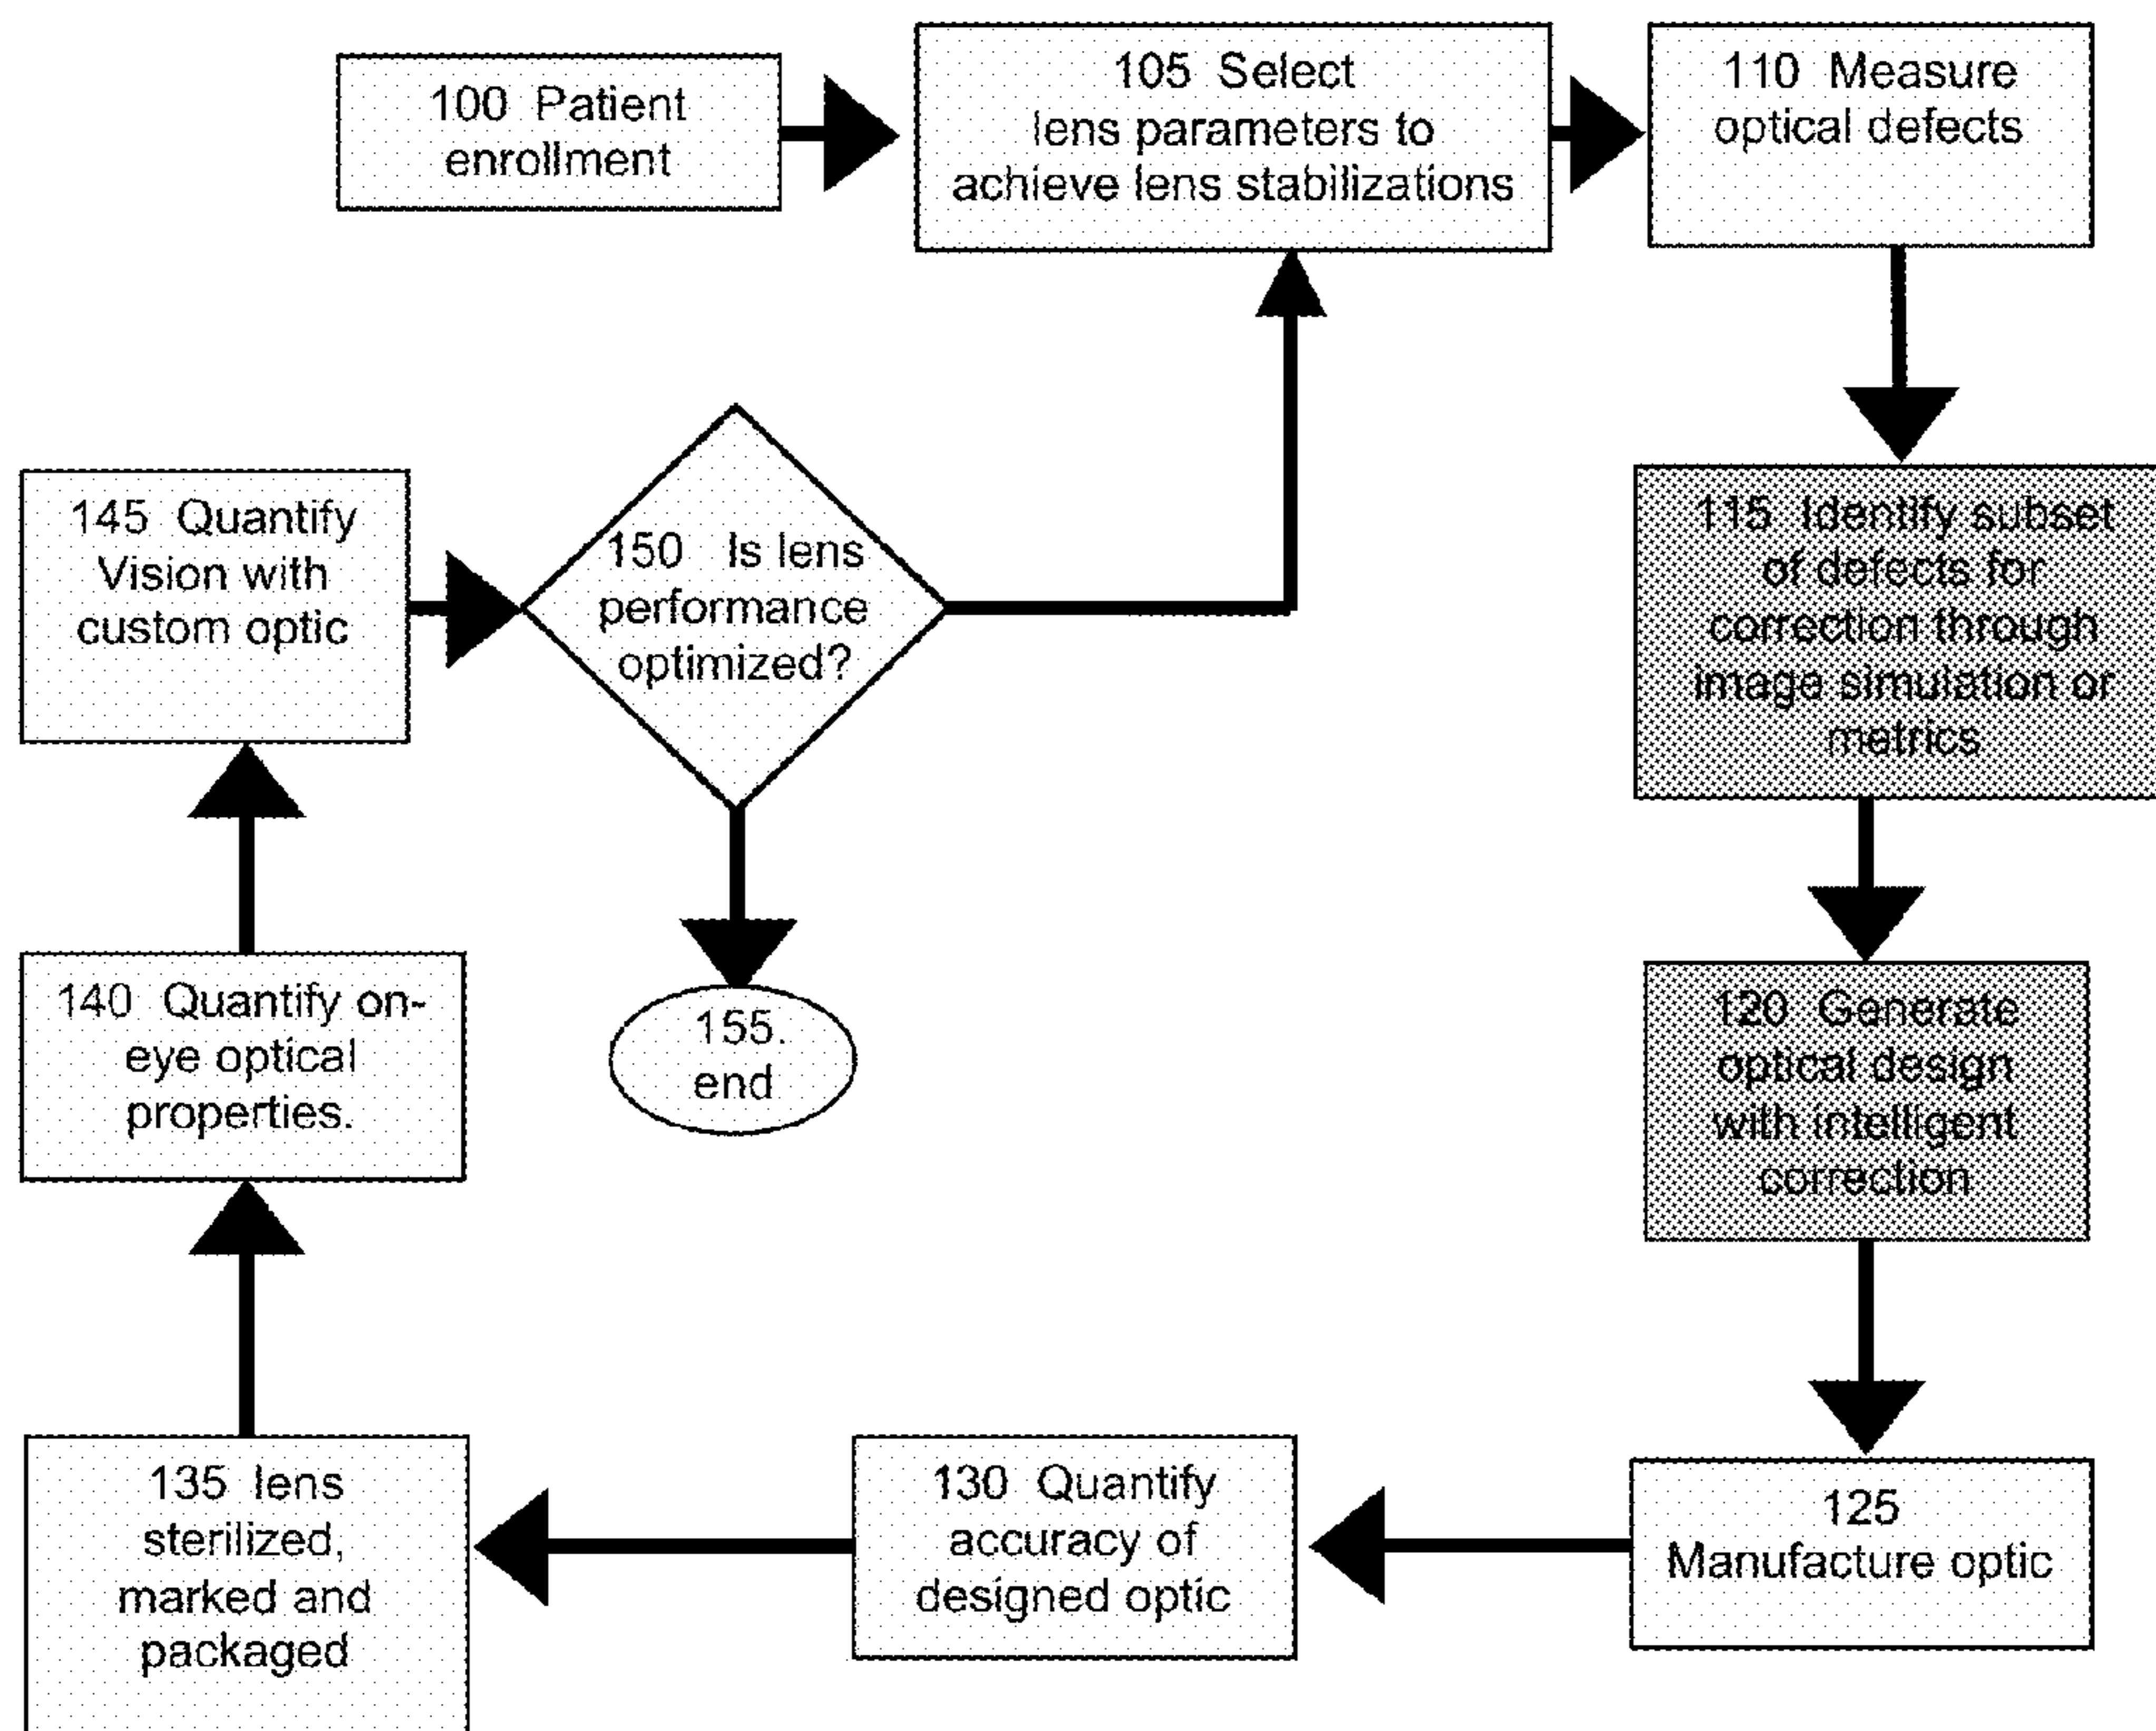 100 Patient
enrollment
105 Select
lens parameters to
achieve lens stabilizations
110 Measure
optical defects
115 Identify subset
of defects for
correction through
image simulation or
metrics
120 Generate
optical design
with intelligent
correction
125
Manufacture optic
130 Quantify
accuracy of
designed optic
135 lens
sterilized,
marked and
packaged
140 Quantify on-
eye optical
properties.
145 Quantify
Vision with
custom optic
150 Is lens
performance
optimized?
155.
end